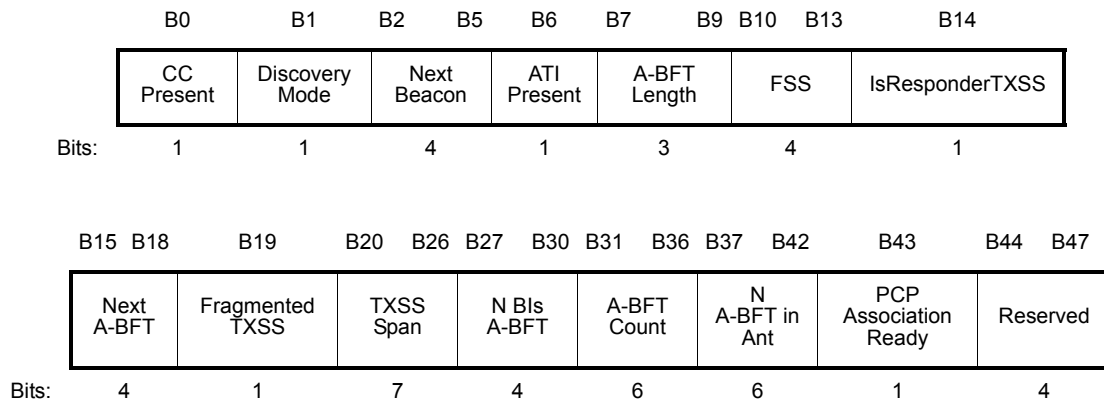 B0 B1 B2 B5 B6 B7 B9 B10 B13 B14
CC Present
Discovery Mode
Next Beacon
ATI Present
A-BFT Length
FSS
IsResponderTXSS
Bits: 1 1 4 1 3 4 1
B15 B18 B19 B20 B26 B27 B30 B31 B36 B37 B42 B43 B44 B47
Next A-BFT
Fragmented TXSS
TXSS Span
N BIs A-BFT
A-BFT Count
N A-BFT in Ant
PCP Association Ready
Reserved
Bits: 4 1 7 4 6 6 1 4